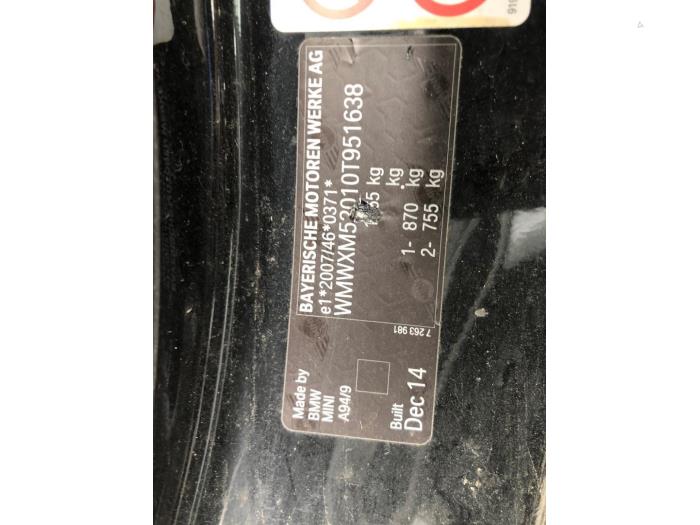 BAYERISCHE MOTOREN WERKE AG
e1*2007/46*0371*
kg
kg
1- 870 kg
2- 755 kg
7 263 981
Made by
BMW
MINI
A94/9
Built
Dec 14